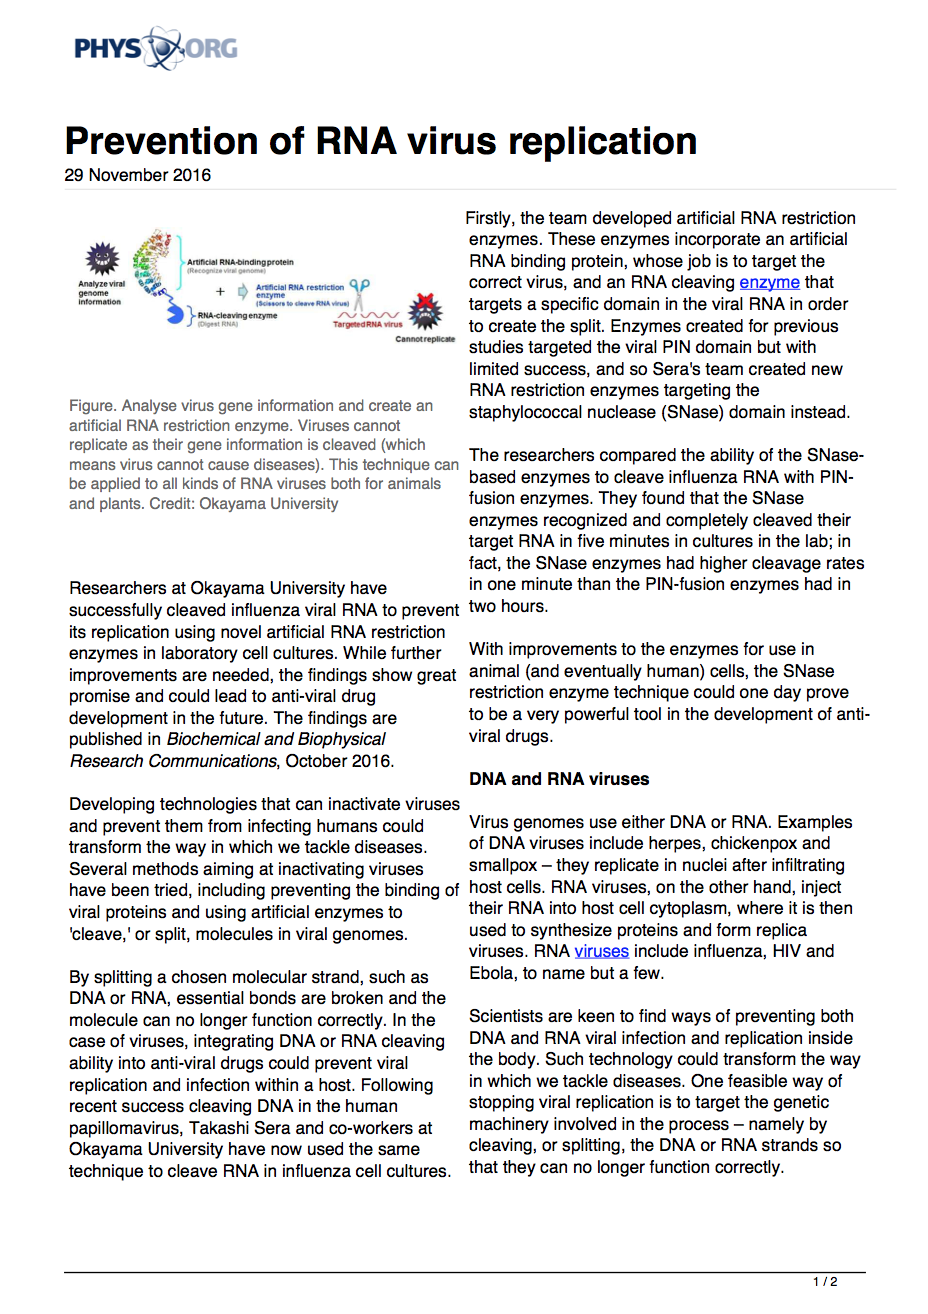 PHYS ORG
Prevention of RNA virus replication
29 November 2016
Analyze viral
genome
information
Artificial RNA-binding protein
(Recognize viral genome)
+
Artificial RNA restriction
enzyme
(Scissors to cleave RNA virus)
RNA-cleaving enzyme
(Digest RNA)
Targeted RNA virus
Cannot replicate
Figure. Analyse virus gene information and create an
artificial RNA restriction enzyme. Viruses cannot
replicate as their gene information is cleaved (which
means virus cannot cause diseases). This technique can
be applied to all kinds of RNA viruses both for animals
and plants. Credit: Okayama University
Researchers at Okayama University have
successfully cleaved influenza viral RNA to prevent
its replication using novel artificial RNA restriction
enzymes in laboratory cell cultures. While further
improvements are needed, the findings show great
promise and could lead to anti-viral drug
development in the future. The findings are
published in Biochemical and Biophysical
Research Communications, October 2016.
Developing technologies that can inactivate viruses
and prevent them from infecting humans could
transform the way in which we tackle diseases.
Several methods aiming at inactivating viruses
have been tried, including preventing the binding of
viral proteins and using artificial enzymes to
'cleave,' or split, molecules in viral genomes.
By splitting a chosen molecular strand, such as
DNA or RNA, essential bonds are broken and the
molecule can no longer function correctly. In the
case of viruses, integrating DNA or RNA cleaving
ability into anti-viral drugs could prevent viral
replication and infection within a host. Following
recent success cleaving DNA in the human
papillomavirus, Takashi Sera and co-workers at
Okayama University have now used the same
technique to cleave RNA in influenza cell cultures.
Firstly, the team developed artificial RNA restriction
enzymes. These enzymes incorporate an artificial
RNA binding protein, whose job is to target the
correct virus, and an RNA cleaving enzyme that
targets a specific domain in the viral RNA in order
to create the split. Enzymes created for previous
studies targeted the viral PIN domain but with
limited success, and so Sera's team created new
RNA restriction enzymes targeting the
staphylococcal nuclease (SNase) domain instead.
The researchers compared the ability of the SNase-
based enzymes to cleave influenza RNA with PIN-
fusion enzymes. They found that the SNase
enzymes recognized and completely cleaved their
target RNA in five minutes in cultures in the lab; in
fact, the SNase enzymes had higher cleavage rates
in one minute than the PIN-fusion enzymes had in
two hours.
With improvements to the enzymes for use in
animal (and eventually human) cells, the SNase
restriction enzyme technique could one day prove
to be a very powerful tool in the development of anti-
viral drugs.
DNA and RNA viruses
Virus genomes use either DNA or RNA. Examples
of DNA viruses include herpes, chickenpox and
smallpox – they replicate in nuclei after infiltrating
host cells. RNA viruses, on the other hand, inject
their RNA into host cell cytoplasm, where it is then
used to synthesize proteins and form replica
viruses. RNA viruses include influenza, HIV and
Ebola, to name but a few.
Scientists are keen to find ways of preventing both
DNA and RNA viral infection and replication inside
the body. Such technology could transform the way
in which we tackle diseases. One feasible way of
stopping viral replication is to target the genetic
machinery involved in the process – namely by
cleaving, or splitting, the DNA or RNA strands so
that they can no longer function correctly.
1 / 2